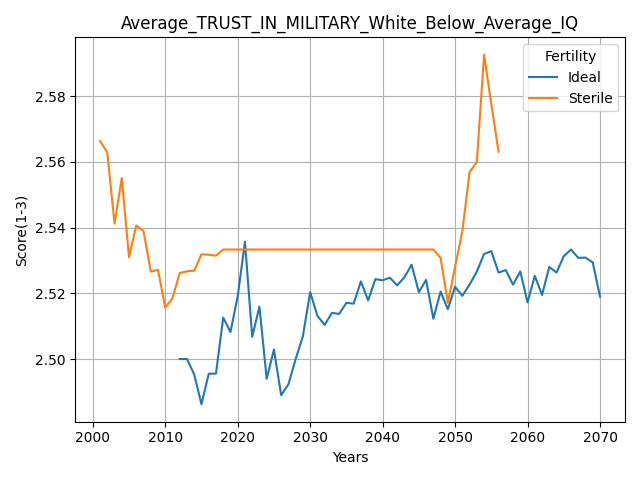 Average_TRUST_IN_MILITARY_White_Below_Average_IQ
Fertility
Ideal
Sterile
Score(1-3)
2.58
2.56
2.54
2.52
2.50
2000 2010 2020 2030 2040 2050 2060 2070
Years